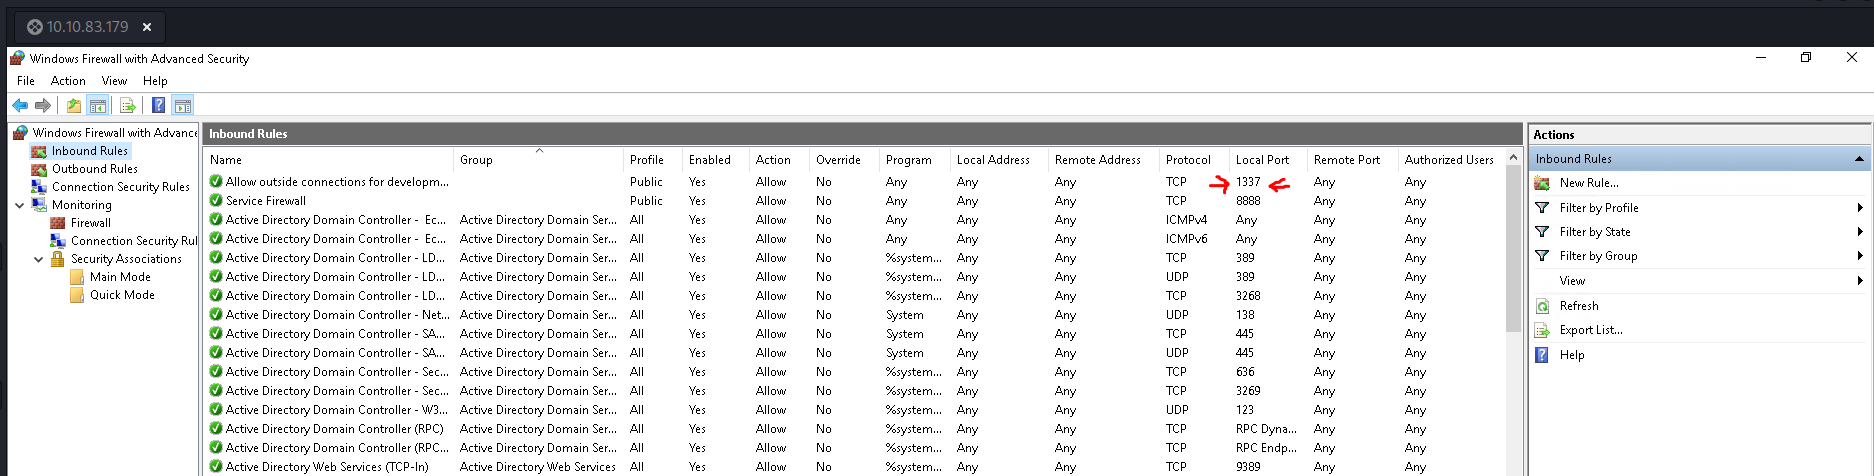 10.10.83.179
Windows Firewall with Advanced Security
File Action View Help
Windows Firewall with Advance
Inbound Rules
Outbound Rules
Connection Security Rules
Monitoring
Firewall
Connection Security Rul
Security Associations
Main Mode
Quick Mode
Inbound Rules
Name Group Profile Enabled Action Override Program Local Address Remote Address Protocol Local Port Remote Port Authorized Users
Allow outside connections for developm... Public Yes Allow No Any Any Any TCP 1337 Any Any
Service Firewall Public Yes Allow No Any Any Any TCP 8888 Any Any
Active Directory Domain Controller - Ec... Active Directory Domain Ser... All Yes Allow No Any Any Any ICMPv4 Any Any Any
Active Directory Domain Controller - Ec... Active Directory Domain Ser... All Yes Allow No Any Any Any ICMPv6 Any Any Any
Active Directory Domain Controller - LD... Active Directory Domain Ser... All Yes Allow No %system... Any Any TCP 389 Any Any
Active Directory Domain Controller - LD... Active Directory Domain Ser... All Yes Allow No %system... Any Any UDP 389 Any Any
Active Directory Domain Controller - LD... Active Directory Domain Ser... All Yes Allow No %system... Any Any TCP 3268 Any Any
Active Directory Domain Controller - Net... Active Directory Domain Ser... All Yes Allow No System Any Any UDP 138 Any Any
Active Directory Domain Controller - SA... Active Directory Domain Ser... All Yes Allow No System Any Any TCP 445 Any Any
Active Directory Domain Controller - SA... Active Directory Domain Ser... All Yes Allow No System Any Any UDP 445 Any Any
Active Directory Domain Controller - Sec... Active Directory Domain Ser... All Yes Allow No %system... Any Any TCP 636 Any Any
Active Directory Domain Controller - Sec... Active Directory Domain Ser... All Yes Allow No %system... Any Any TCP 3269 Any Any
Active Directory Domain Controller - W3... Active Directory Domain Ser... All Yes Allow No %system... Any Any UDP 123 Any Any
Active Directory Domain Controller (RPC) Active Directory Domain Ser... All Yes Allow No %system... Any Any TCP RPC Dyna... Any Any
Active Directory Domain Controller (RPC... Active Directory Domain Ser... All Yes Allow No %system... Any Any TCP RPC Endp... Any Any
Active Directory Web Services (TCP-In) Active Directory Web Services All Yes Allow No %system... Any Any TCP 9389 Any Any
Actions
Inbound Rules
New Rule...
Filter by Profile
Filter by State
Filter by Group
View
Refresh
Export List...
Help